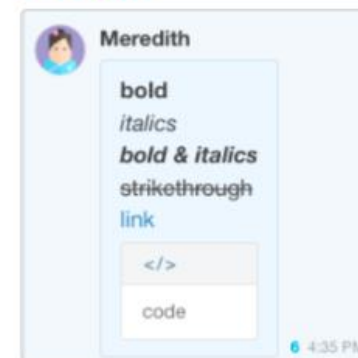 Meredith
bold
italics
bold & italics
strikethrough
link
</>
code
6 4:35 PM